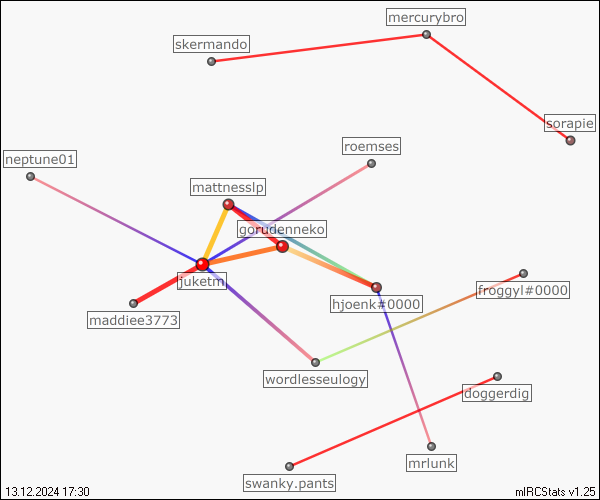 mercurybro
skermando
sorapie
roemses
neptune01
mattnesslp
gorudenneko
juketm
froggyl#0000
hjoenk#0000
maddiee3773
wordlesseulogy
doggerdig
mrlunk
swanky.pants
13.12.2024 17:30
mIRCStats v1.25